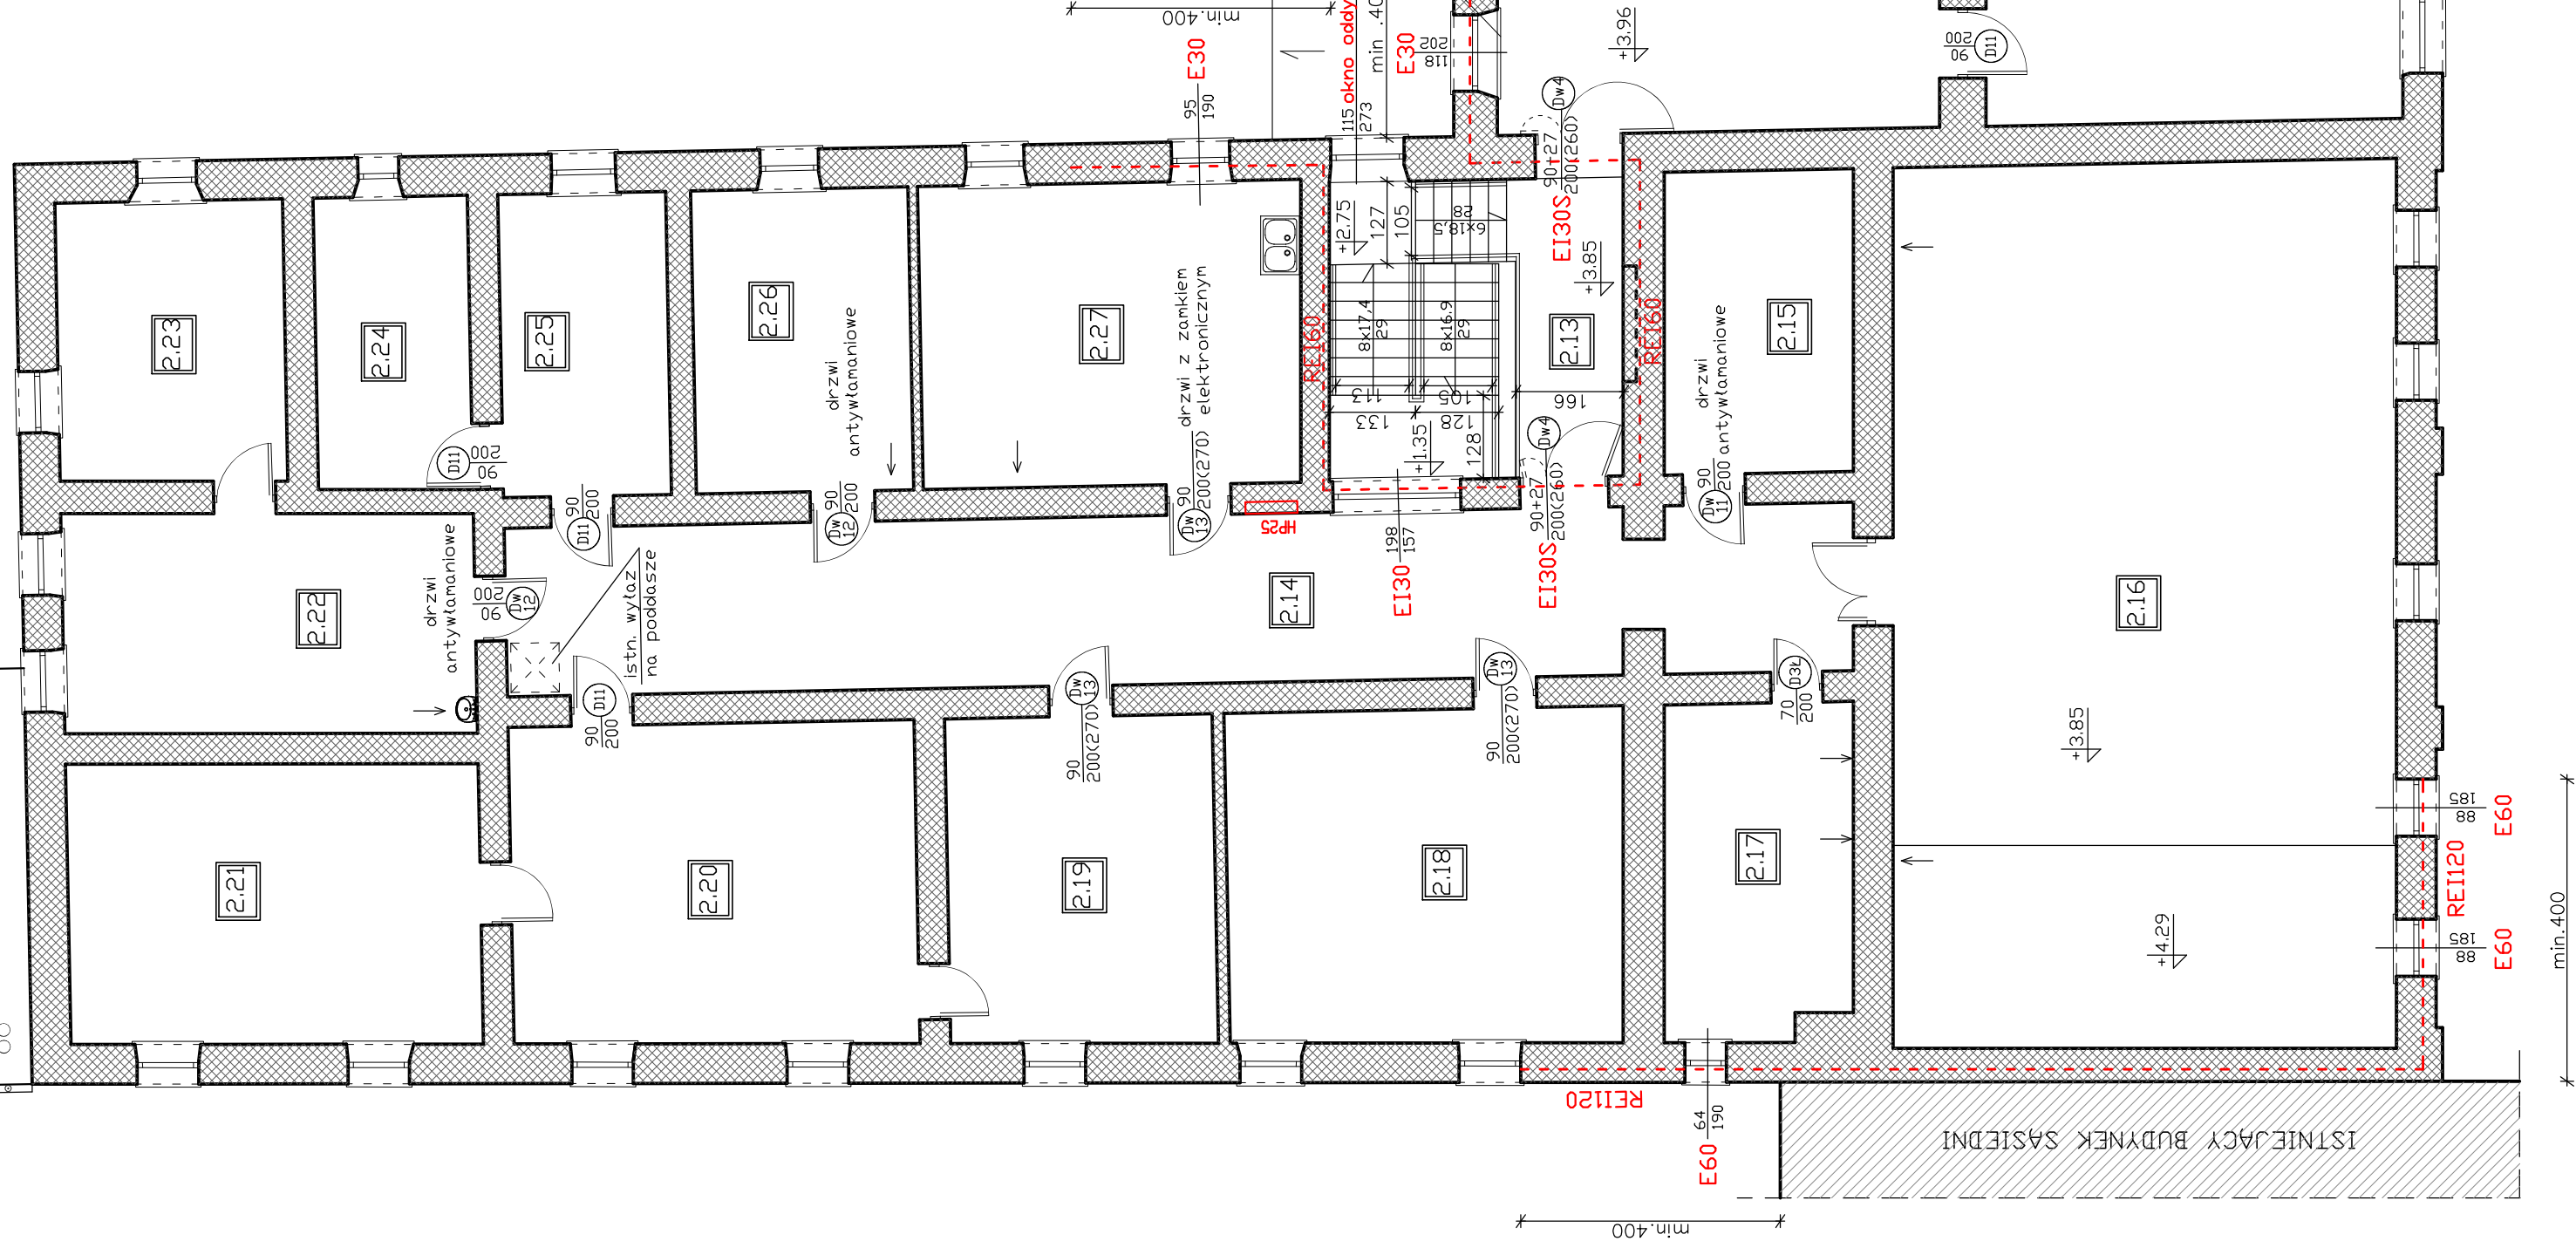 min.400
E30
95
190
115
273
okno oddy
min .40
E30
118
202
+3.96
D11
90
200
Dw4
90+27
200(260)
EI30S
2.23
2.24
2.25
2.26
2.27
drzwi
antywłamaniowe
drzwi z zamkiem
elektronicznym
REI60
+2.75
127
105
6x18,5
28
8x17,4
29
8x16.9
29
113
105
133
128
128
+1.35
166
+3.85
2.13
REI60
2.15
drzwi
antywłamaniowe
Dw
11
90
200
D11
90
200
D11
90
200
Dw
12
90
200
Dw
13
90
200(270)
HP25
198
157
EI30
Dw4
90+27
200(260)
EI30S
2.22
drzwi
antywłamaniowe
Dw
12
90
200
istn. wyłaz
na poddasze
2.14
2.16
D11
90
200
Dw
13
90
200(270)
Dw
13
90
200(270)
D3Ł
70
200
+3.85
2.21
2.20
2.19
2.18
2.17
88
185
E60
REI120
88
185
E60
+4.29
min.400
REI120
64
190
E60
ISTNIEJĄCY BUDYNEK SĄSIEDNI
min.400